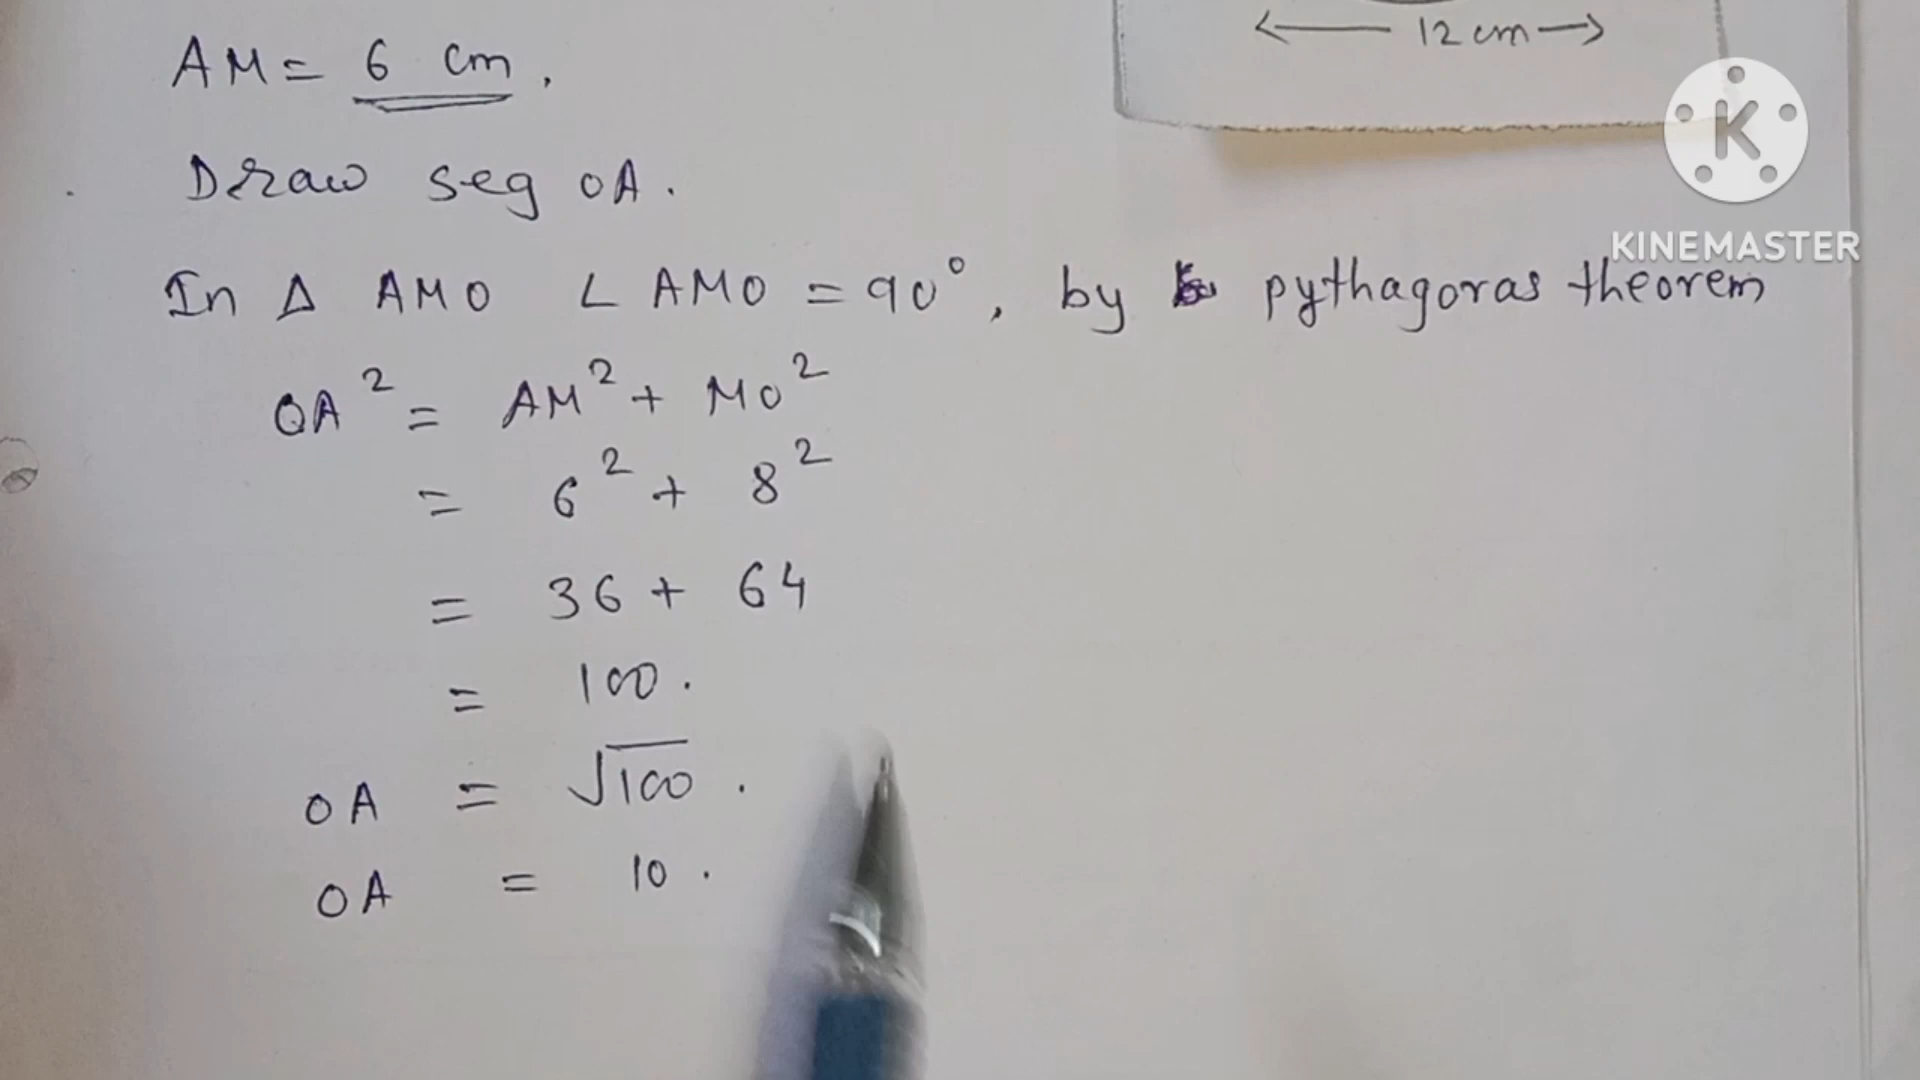 12 cm
AM = 6 cm.
K
KINEMASTER
Draw seg OA.
In Δ AMO ∠ AMO = 90°, by pythagoras theorem
OA² = AM² + MO²
= 6² + 8²
= 36 + 64
= 100.
OA = √100.
OA = 10.